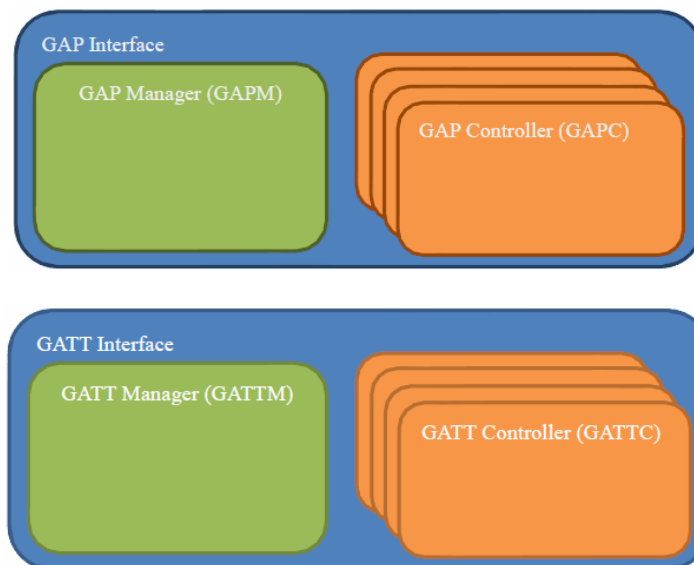 GAP Interface
GAP Manager (GAPM)
GAP Controller (GAPC)
GATT Interface
GATT Manager (GATTM)
GATT Controller (GATTC)